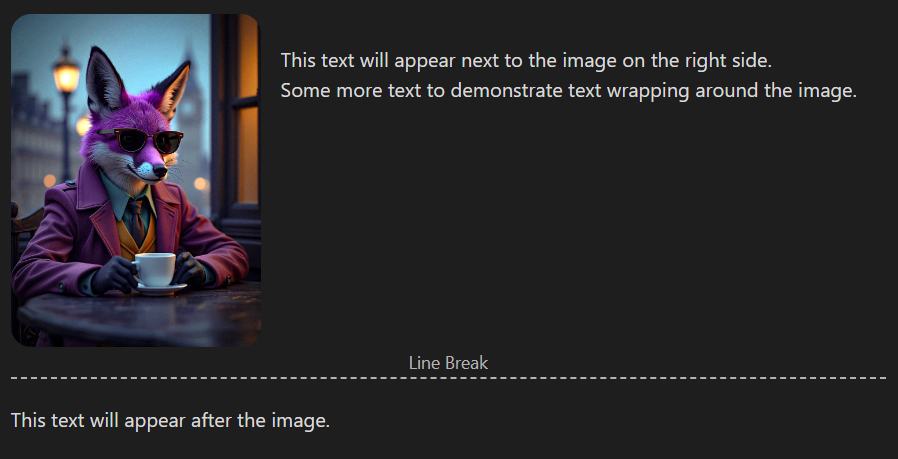 This text will appear next to the image on the right side.
Some more text to demonstrate text wrapping around the image.
Line Break
This text will appear after the image.